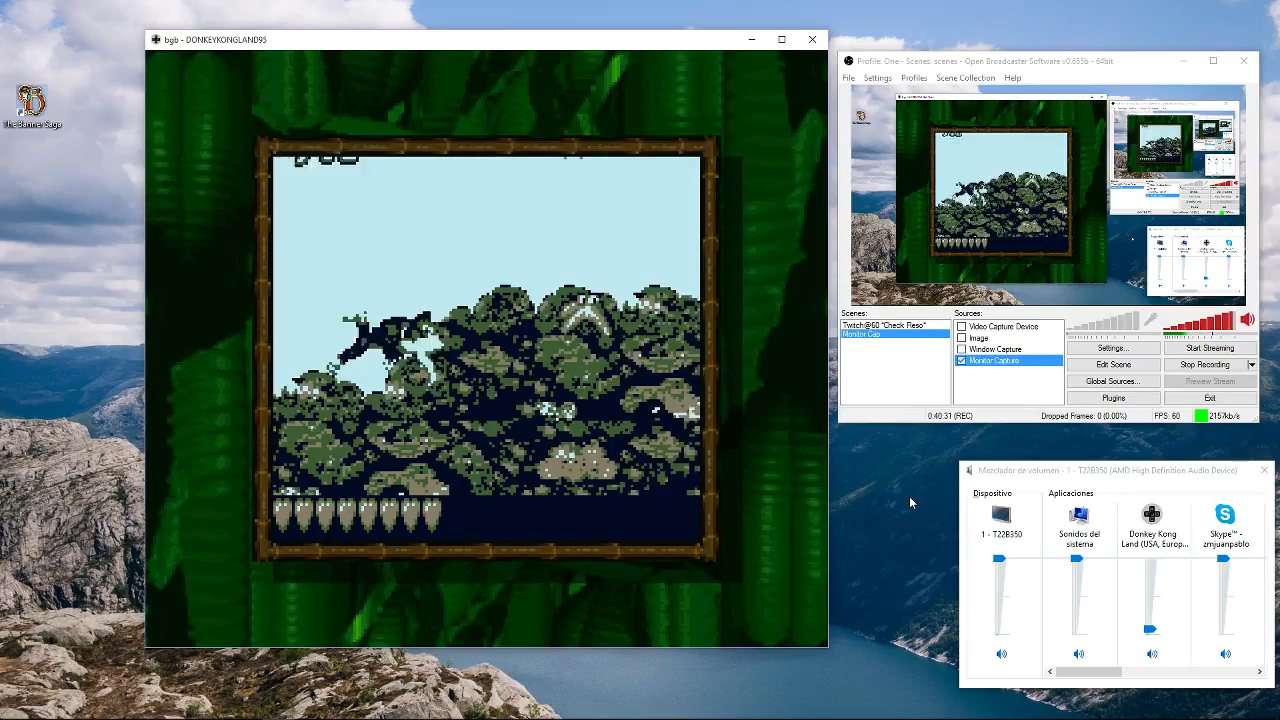 bgb - DONKEYKONGLAND95
TheBannerSaga
Profile: One - Scenes: scenes - Open Broadcaster Software v0.655b - 64bit
File Settings Profiles Scene Collection Help
Scenes:
Twitch@60 "Check Reso"
Monitor Cap
Sources:
Video Capture Device
Image
Window Capture
Monitor Capture
Settings... Start Streaming
Edit Scene Stop Recording
Global Sources... Preview Stream
Plugins Exit
0:40:31 (REC) Dropped Frames: 0 (0.00%) FPS: 60 2157kb/s
Mezclador de volumen - 1 - T22B350 (AMD High Definition Audio Device)
Dispositivo Aplicaciones
1 - T22B350
Sonidos del
sistema
Donkey Kong
Land (USA, Europ...
Skype™ -
zmjuanpablo